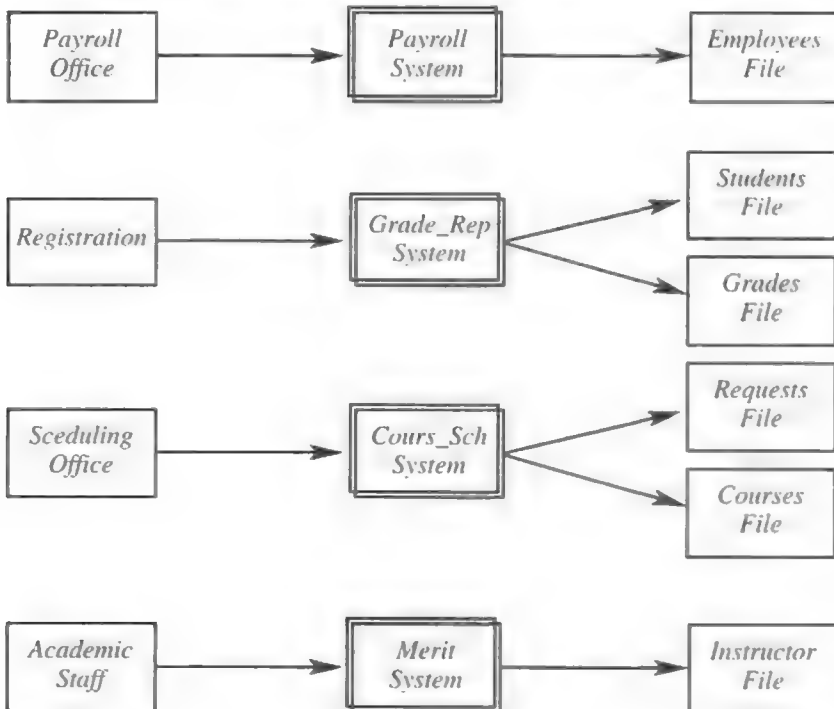 Payroll
Office
Payroll
System
Employees
File
Registration
Grade_Rep
System
Students
File
Grades
File
Sceduling
Office
Cours_Sch
System
Requests
File
Courses
File
Academic
Staff
Merit
System
Instructor
File